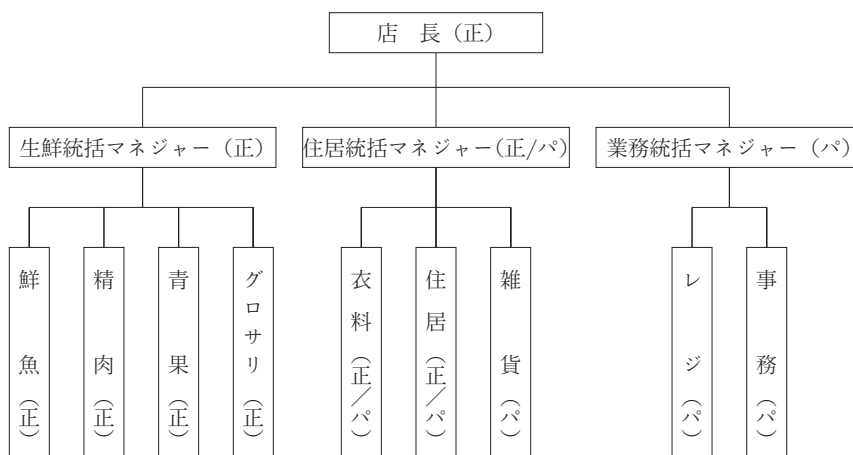 店　長（正）
生鮮統括マネジャー（正）
住居統括マネジャー（正/パ）
業務統括マネジャー（パ）
鮮魚（正）
精肉（正）
青果（正）
グロサリ（正）
衣料（正／パ）
住居（正／パ）
雑貨（パ）
レジ（パ）
事務（パ）